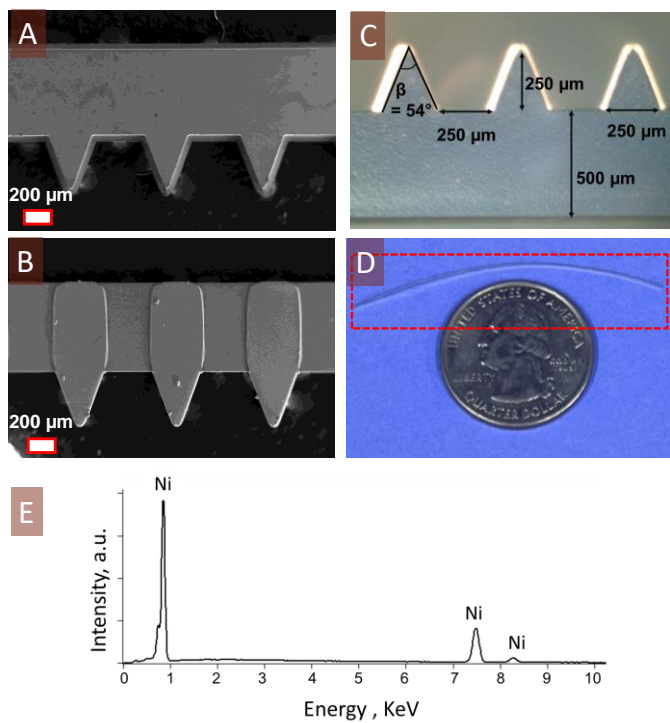 A
200 μm
B
200 μm
C
β
= 54°
250 μm
250 μm
250 μm
500 μm
D
UNITED STATES OF AMERICA
LIBERTY
QUARTER DOLLAR
E
Ni
Ni
Ni
Intensity, a.u.
0 1 2 3 4 5 6 7 8 9 10
Energy , KeV